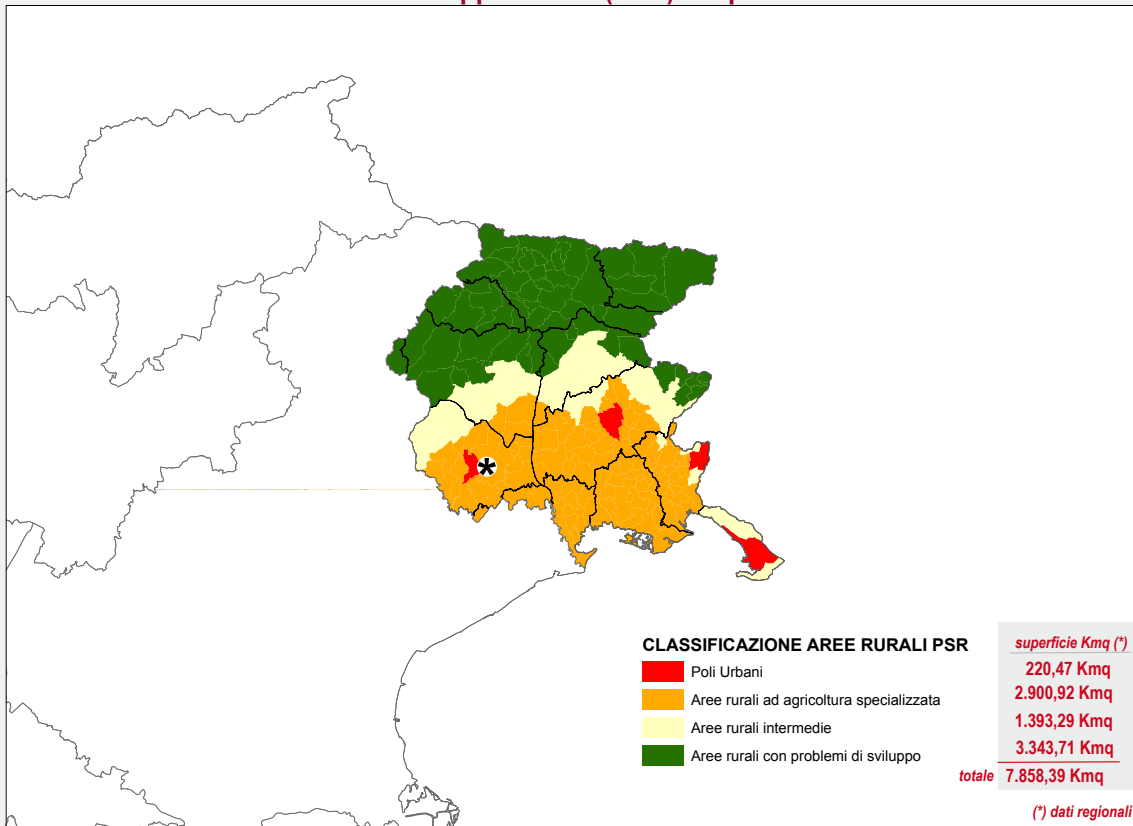 CLASSIFICAZIONE AREE RURALI PSR
superficie Kmq (*)
Poli Urbani
220,47 Kmq
Aree rurali ad agricoltura specializzata
2.900,92 Kmq
Aree rurali intermedie
1.393,29 Kmq
Aree rurali con problemi di sviluppo
3.343,71 Kmq
totale 7.858,39 Kmq
(*) dati regionali
*